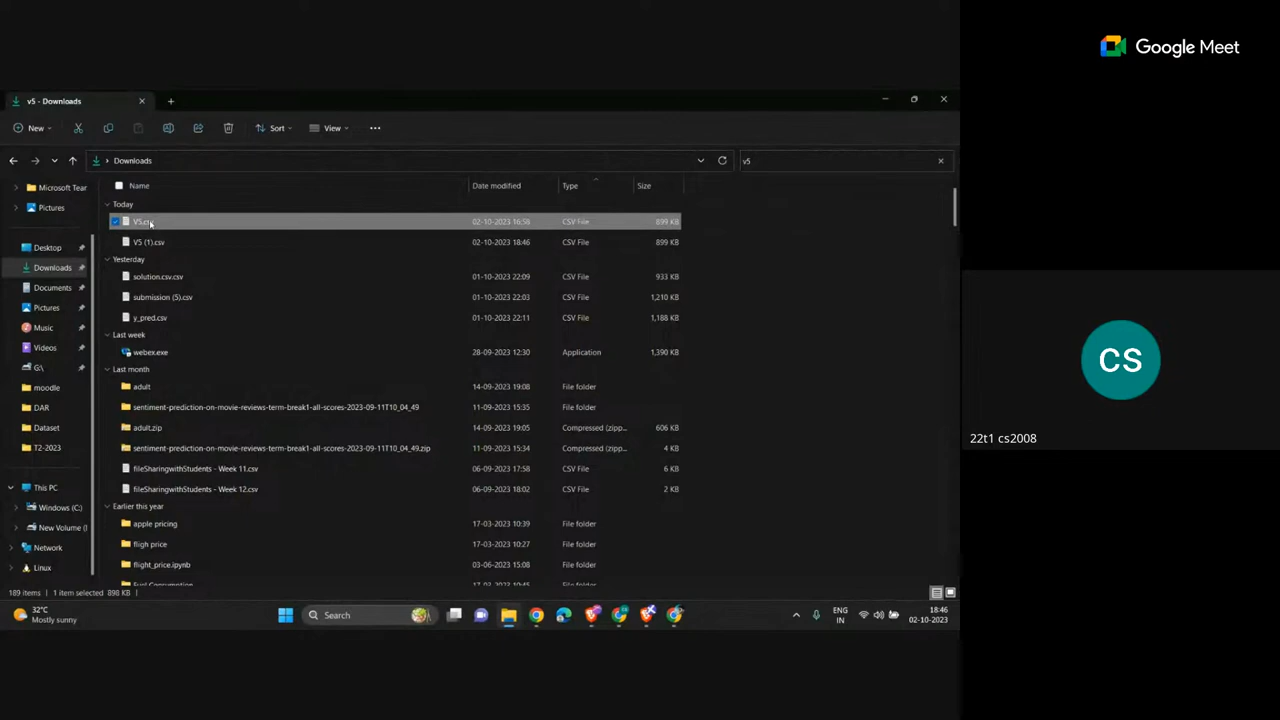 Google Meet
v5 - Downloads
New
Sort
View
Downloads
v5
Name
Date modified
Type
Size
Today
02-10-2023 16:58
CSV File
899 KB
V5 (1).csv
02-10-2023 18:46
CSV File
899 KB
Yesterday
solution.csv.csv
01-10-2023 22:09
CSV File
933 KB
submission (5).csv
01-10-2023 22:03
CSV File
1,210 KB
y_pred.csv
01-10-2023 22:11
CSV File
1,188 KB
Last week
webex.exe
28-09-2023 12:30
Application
1,390 KB
Last month
adult
14-09-2023 19:08
File folder
sentiment-prediction-on-movie-reviews-term-break1-all-scores-2023-09-11T10_04_49
11-09-2023 15:35
File folder
adult.zip
14-09-2023 19:05
Compressed (zipp...
606 KB
sentiment-prediction-on-movie-reviews-term-break1-all-scores-2023-09-11T10_04_49.zip
11-09-2023 15:34
Compressed (zipp...
4 KB
fileSharingwithStudents - Week 11.csv
06-09-2023 17:58
CSV File
6 KB
fileSharingwithStudents - Week 12.csv
06-09-2023 18:02
CSV File
2 KB
Earlier this year
apple pricing
17-03-2023 10:39
File folder
fligh price
17-03-2023 10:27
File folder
flight_price.ipynb
03-06-2023 15:08
File folder
Microsoft Tear
Pictures
Desktop
Downloads
Documents
Pictures
Music
Videos
G:\
moodle
DAR
Dataset
T2-2023
This PC
Windows (C:)
New Volume (
Network
Linux
189 items
1 item selected 898 KB
32°C
Mostly sunny
Search
ENG
IN
18:46
02-10-2023
CS
22t1 cs2008